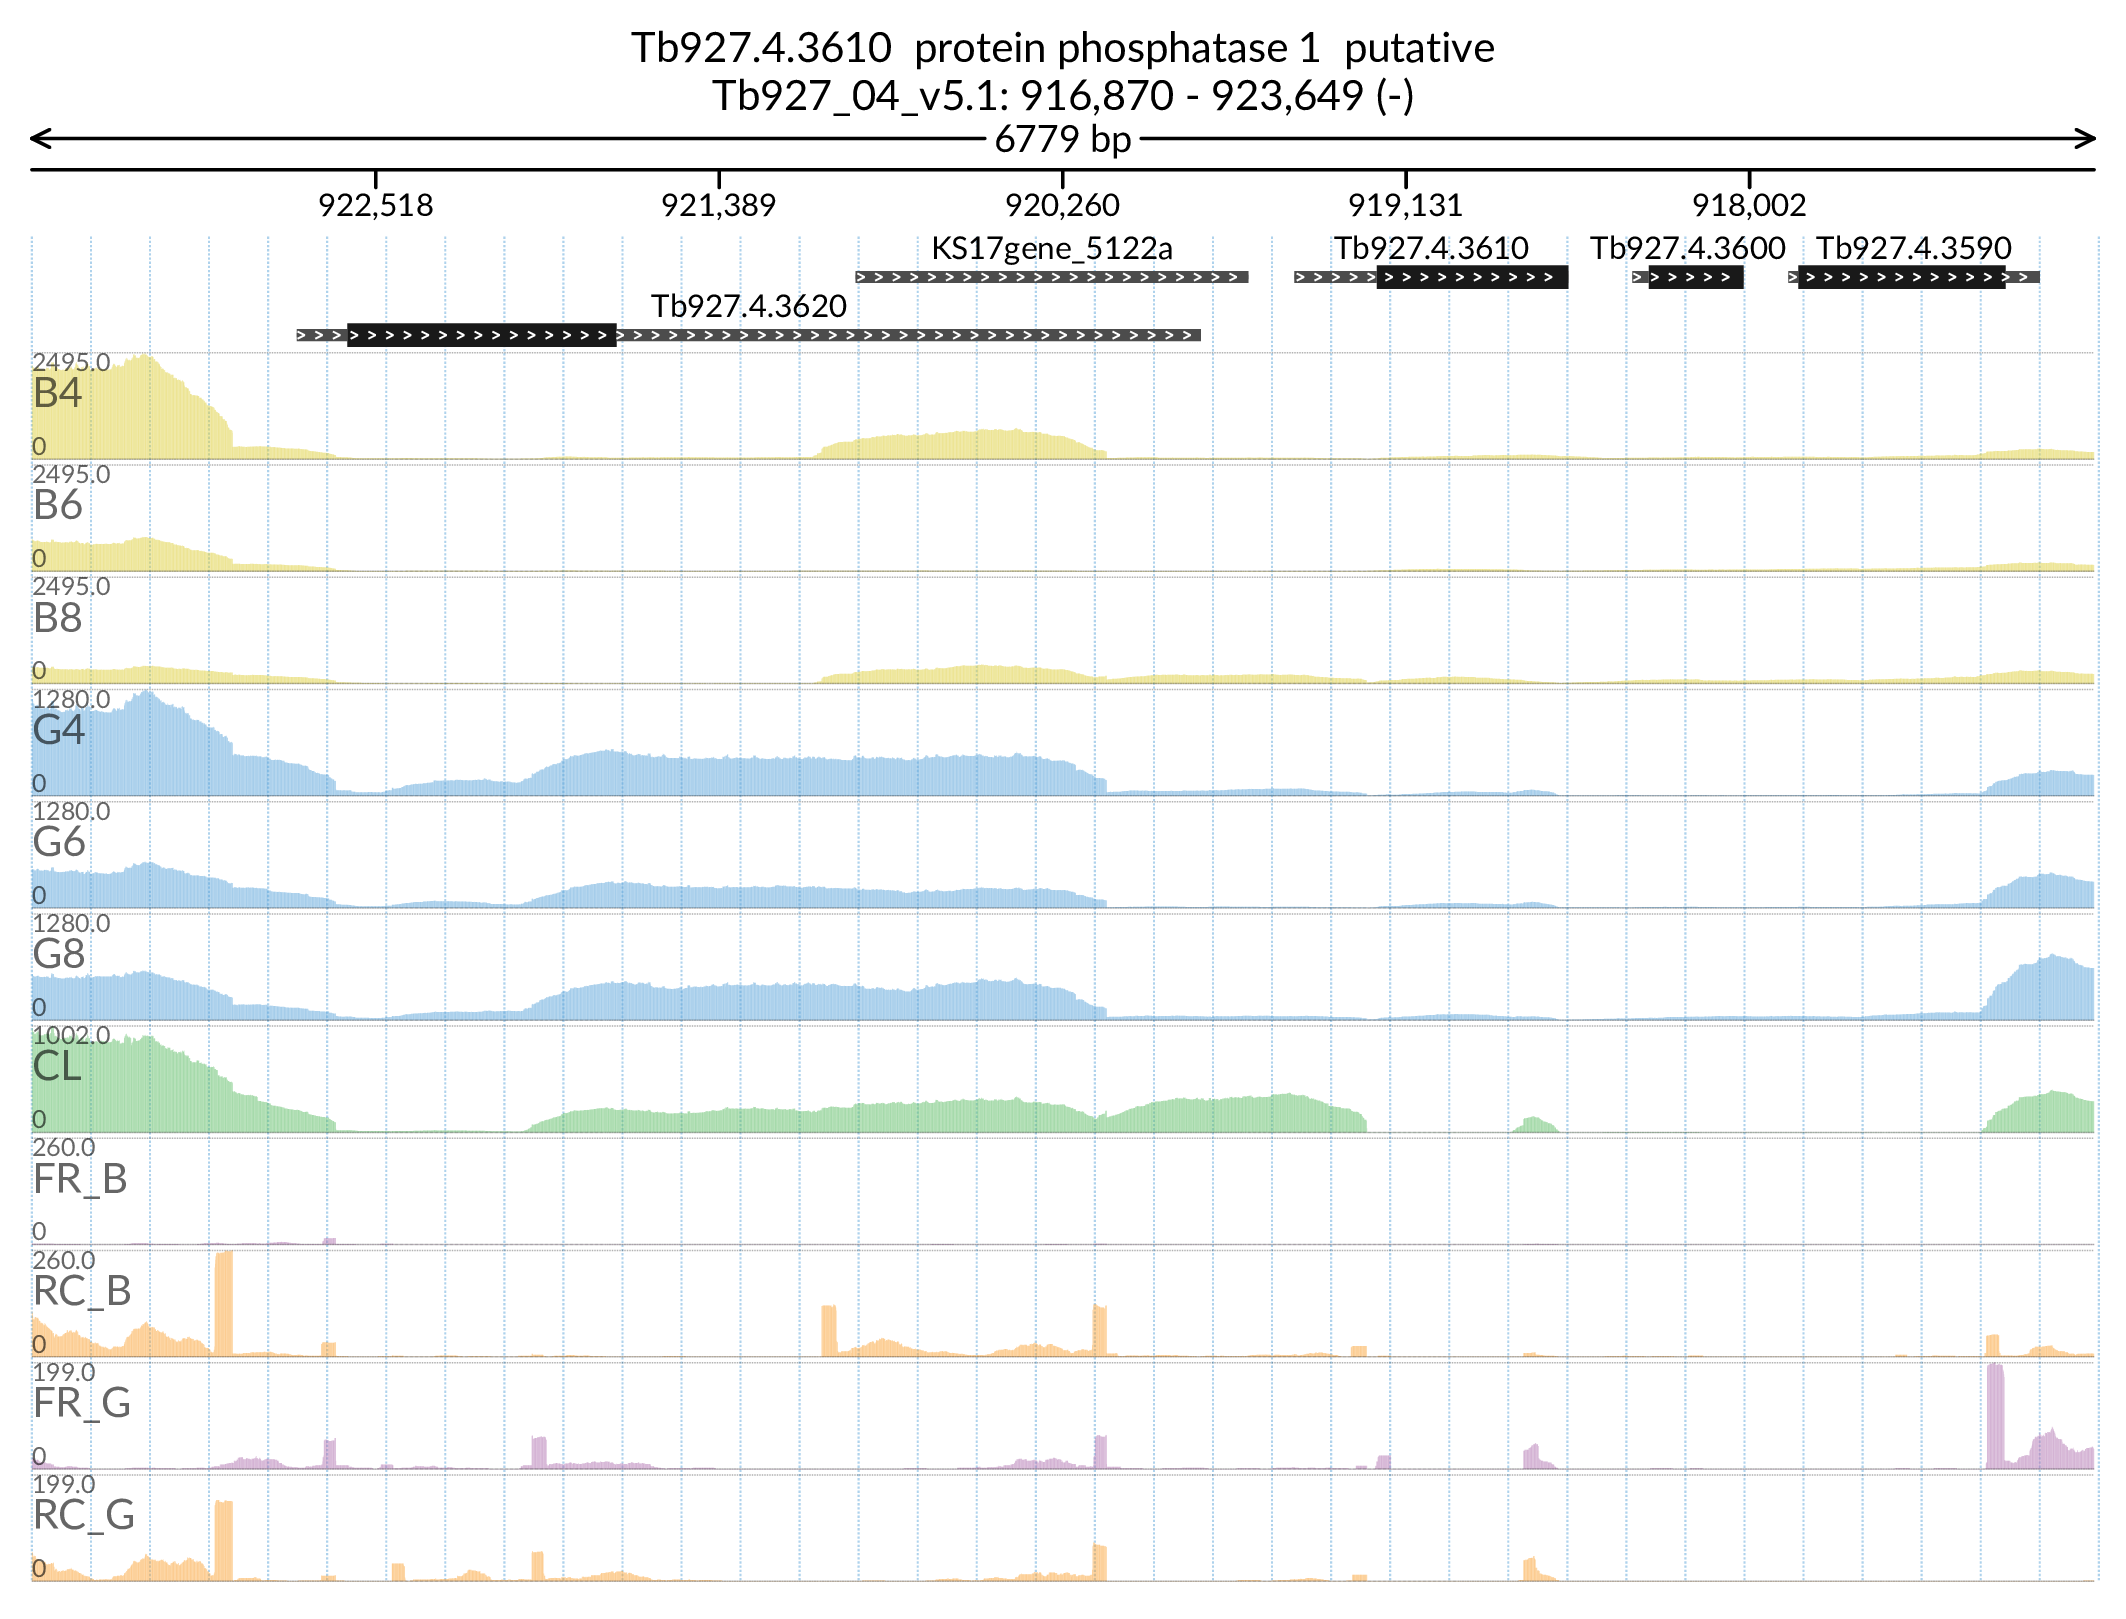 Tb927.4.3610  protein phosphatase 1  putative
Tb927_04_v5.1: 916,870 - 923,649 (-)
6779 bp
922,518 921,389 920,260 919,131 918,002
KS17gene_5122a Tb927.4.3610 Tb927.4.3600 Tb927.4.3590
Tb927.4.3620
2495.0
B4
0
2495.0
B6
0
2495.0
B8
0
1280.0
G4
0
1280.0
G6
0
1280.0
G8
0
1002.0
CL
0
260.0
FR_B
0
260.0
RC_B
0
199.0
FR_G
0
199.0
RC_G
0